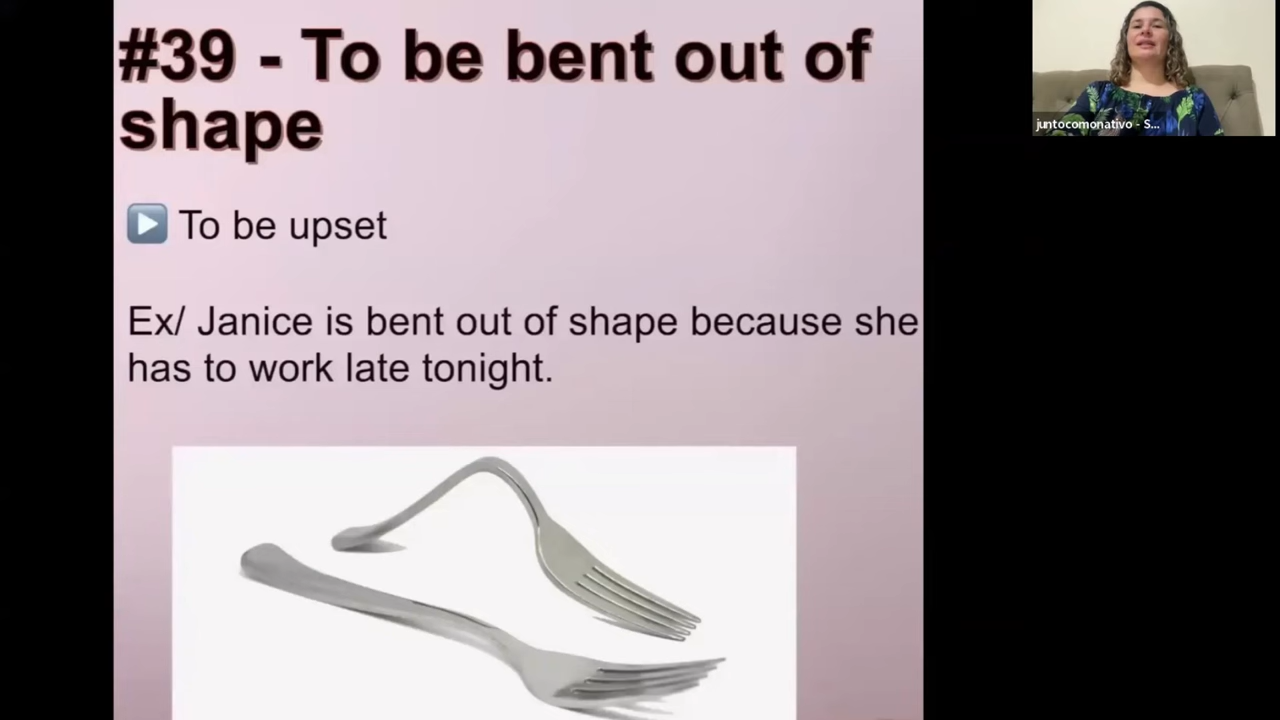 #39 - To be bent out of
shape
To be upset
Ex/ Janice is bent out of shape because she
has to work late tonight.
juntocomonativo - S...